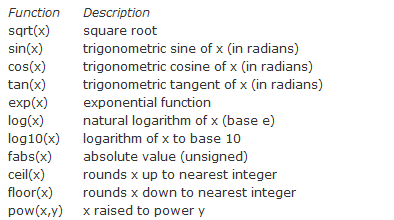 Function Description
sqrt(x) square root
sin(x) trigonometric sine of x (in radians)
cos(x) trigonometric cosine of x (in radians)
tan(x) trigonometric tangent of x (in radians)
exp(x) exponential function
log(x) natural logarithm of x (base e)
log10(x) logarithm of x to base 10
fabs(x) absolute value (unsigned)
ceil(x) rounds x up to nearest integer
floor(x) rounds x down to nearest integer
pow(x,y) x raised to power y